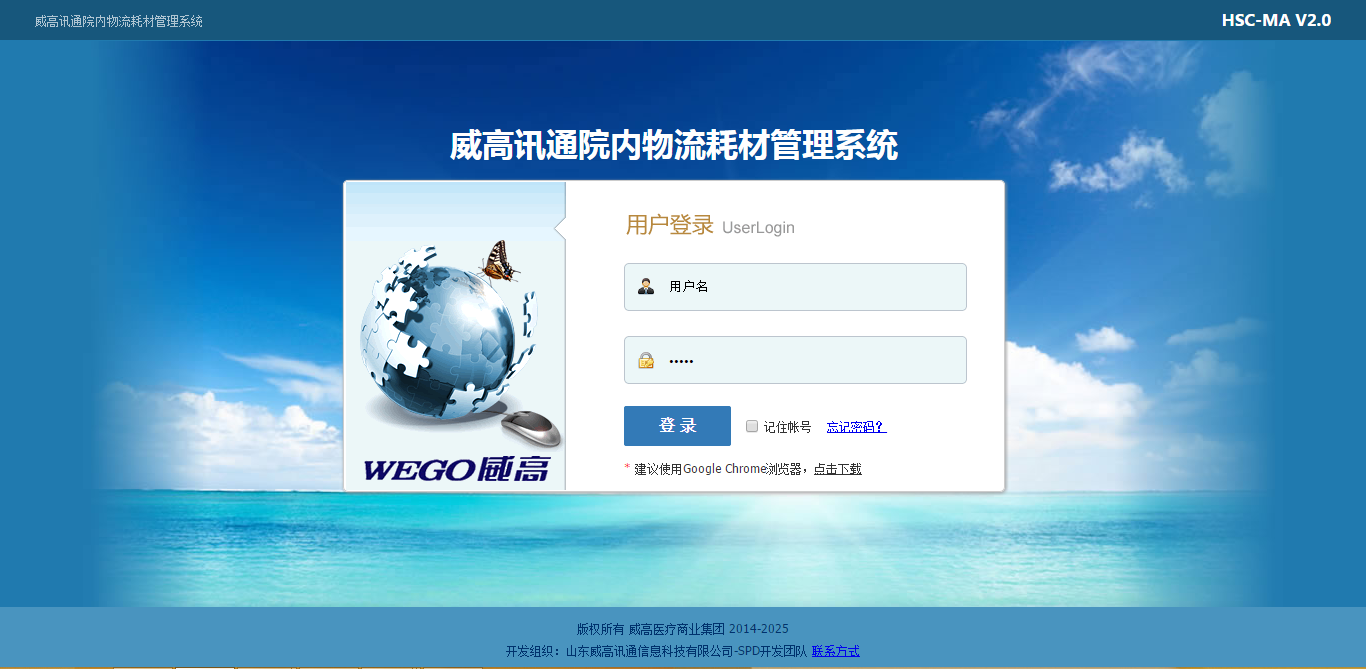 威高讯通院内物流耗材管理系统
HSC-MA V2.0
威高讯通院内物流耗材管理系统
用户登录 UserLogin
用户名
•••••
登 录
记住帐号 忘记密码?
* 建议使用Google Chrome浏览器，点击下载
WEGO威高
版权所有 威高医疗商业集团 2014-2025
开发组织：山东威高讯通信息科技有限公司-SPD开发团队 联系方式